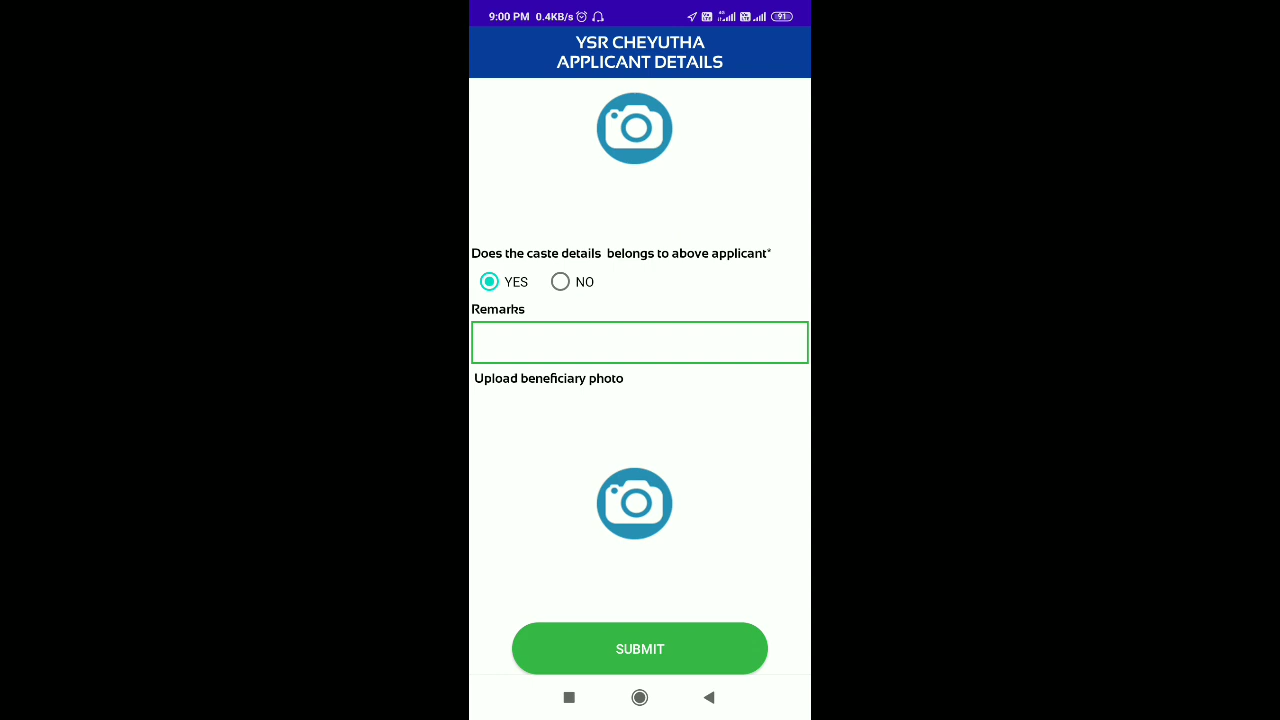 9:00 PM 0.4KB/s 91
YSR CHEYUTHA
APPLICANT DETAILS
Does the caste details belongs to above applicant*
YES NO
Remarks
Upload beneficiary photo
SUBMIT